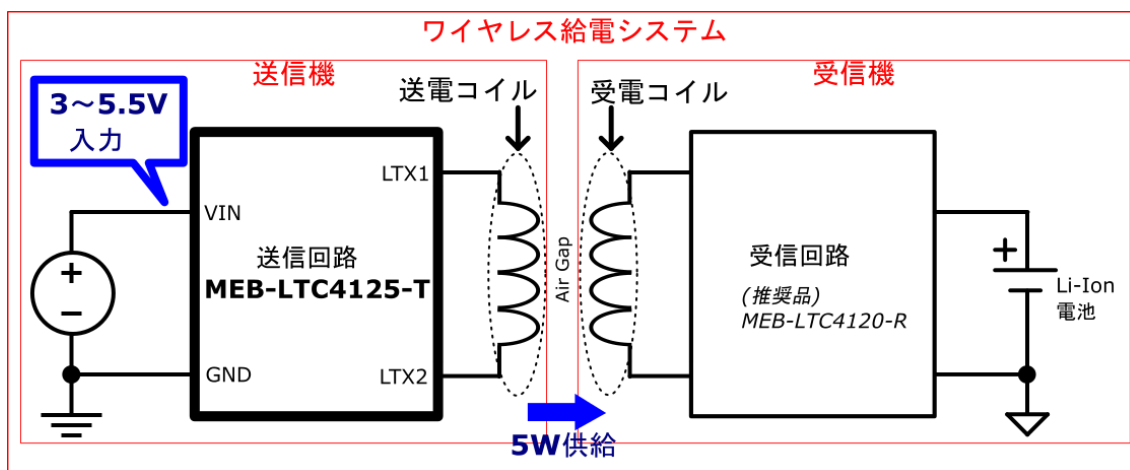 ワイヤレス給電システム
送信機
3～5.5V
入力
送電コイル
LTX1
VIN
送信回路
MEB-LTC4125-T
GND
LTX2
Air Gap
5W供給
受信機
受電コイル
受信回路
(推奨品)
MEB-LTC4120-R
Li-Ion
電池